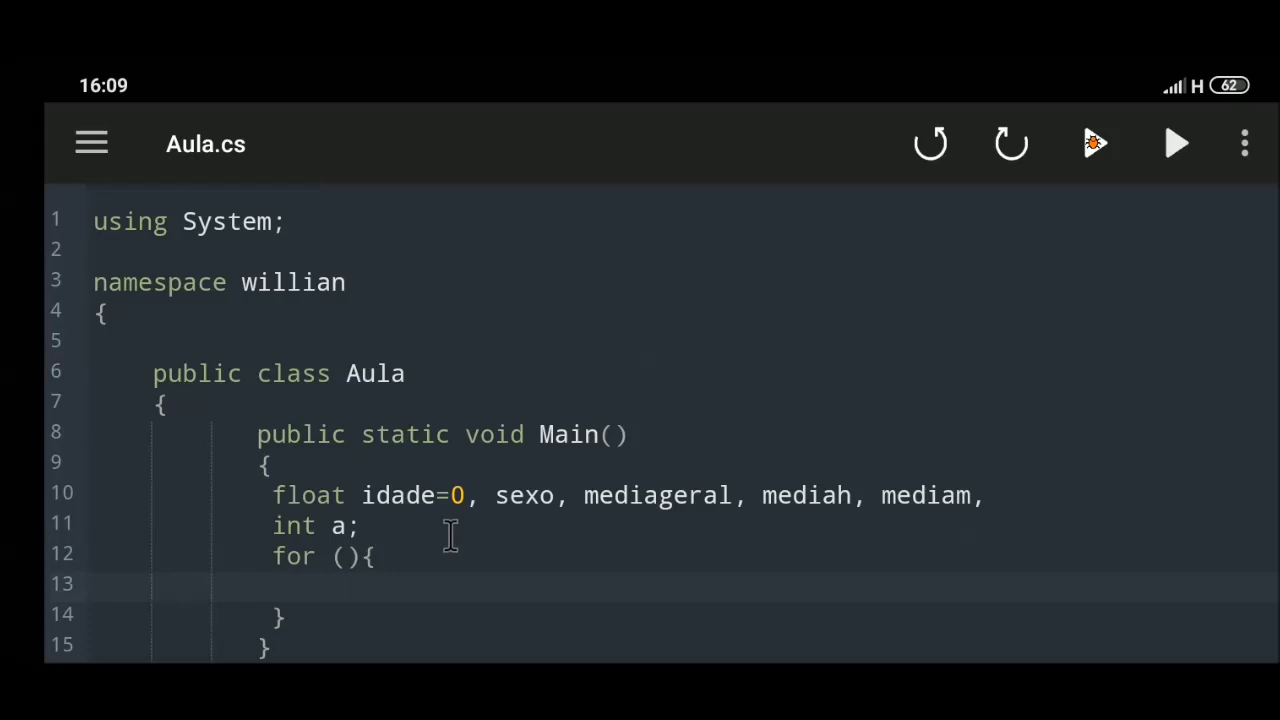 16:09 H 62
Aula.cs
1 using System;
2
3 namespace willian
4 {
5
6 public class Aula
7 {
8 public static void Main()
9 {
10 float idade=0, sexo, mediageral, mediah, mediam,
11 int a;
12 for (){
13
14 }
15 }